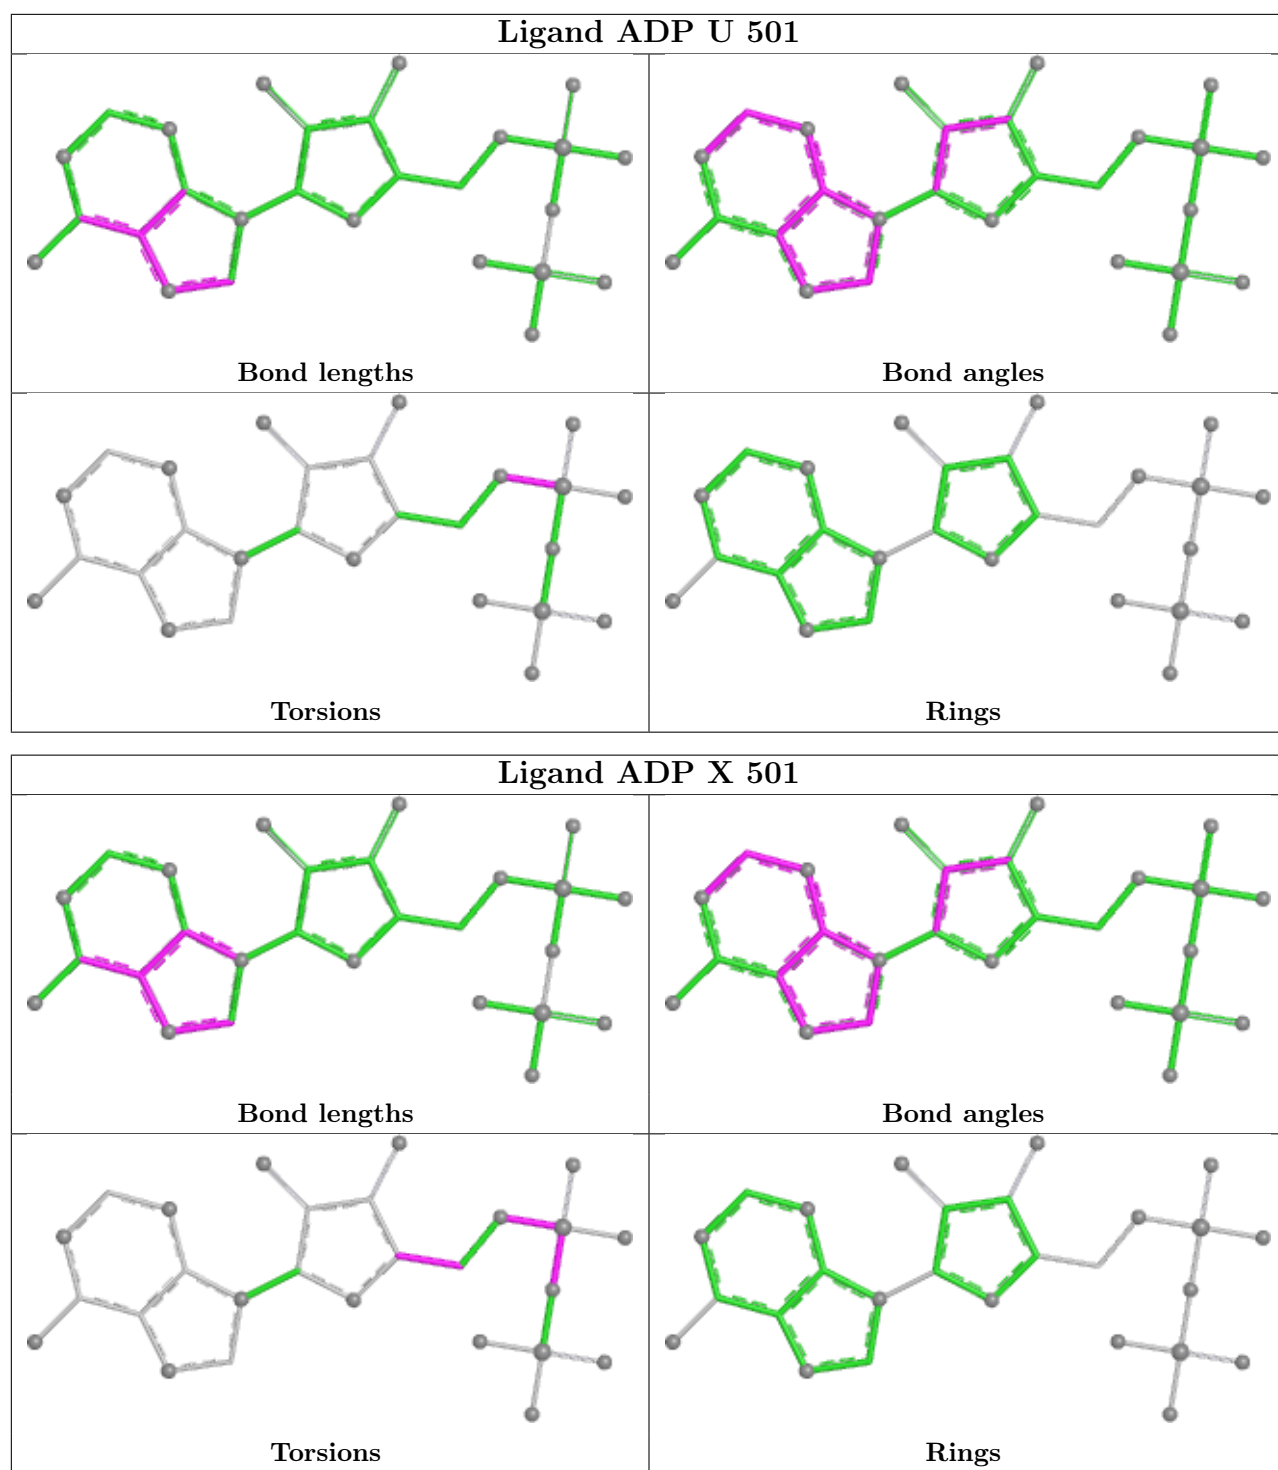 Ligand ADP U 501
Bond lengths
Bond angles
Torsions
Rings
Ligand ADP X 501
Bond lengths
Bond angles
Torsions
Rings